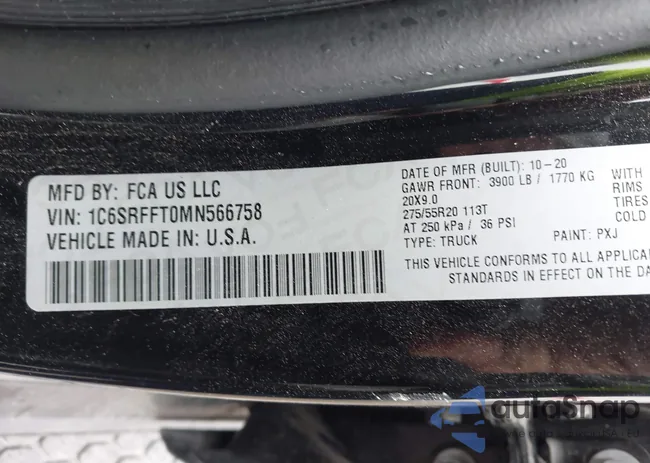 MFD BY: FCA US LLC
VIN: 1C6SRFFT0MN566758
VEHICLE MADE IN: U.S.A.
DATE OF MFR (BUILT): 10-20
GAWR FRONT: 3900 LB / 1770 KG
20X9.0
275/55R20 113T
AT 250 kPa / 36 PSI
TYPE: TRUCK
PAINT: PXJ
WITH
RIMS
TIRES
COLD
THIS VEHICLE CONFORMS TO ALL
STANDARDS IN EFFECT ON THE DA
autoSnap